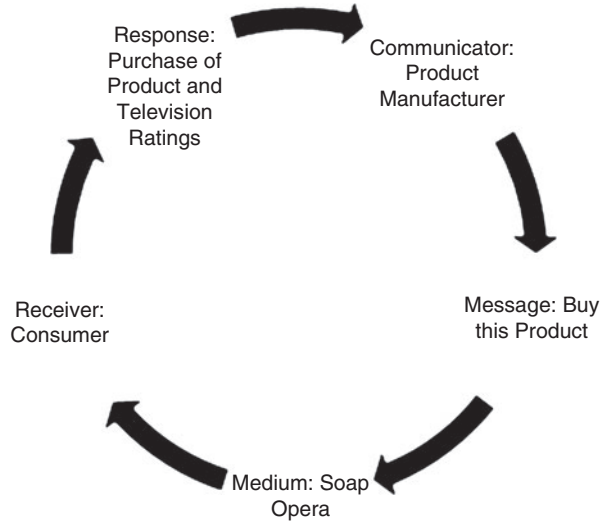 Response:
Purchase of
Product and
Television
Ratings
Communicator:
Product
Manufacturer
Message: Buy
this Product
Medium: Soap
Opera
Receiver:
Consumer